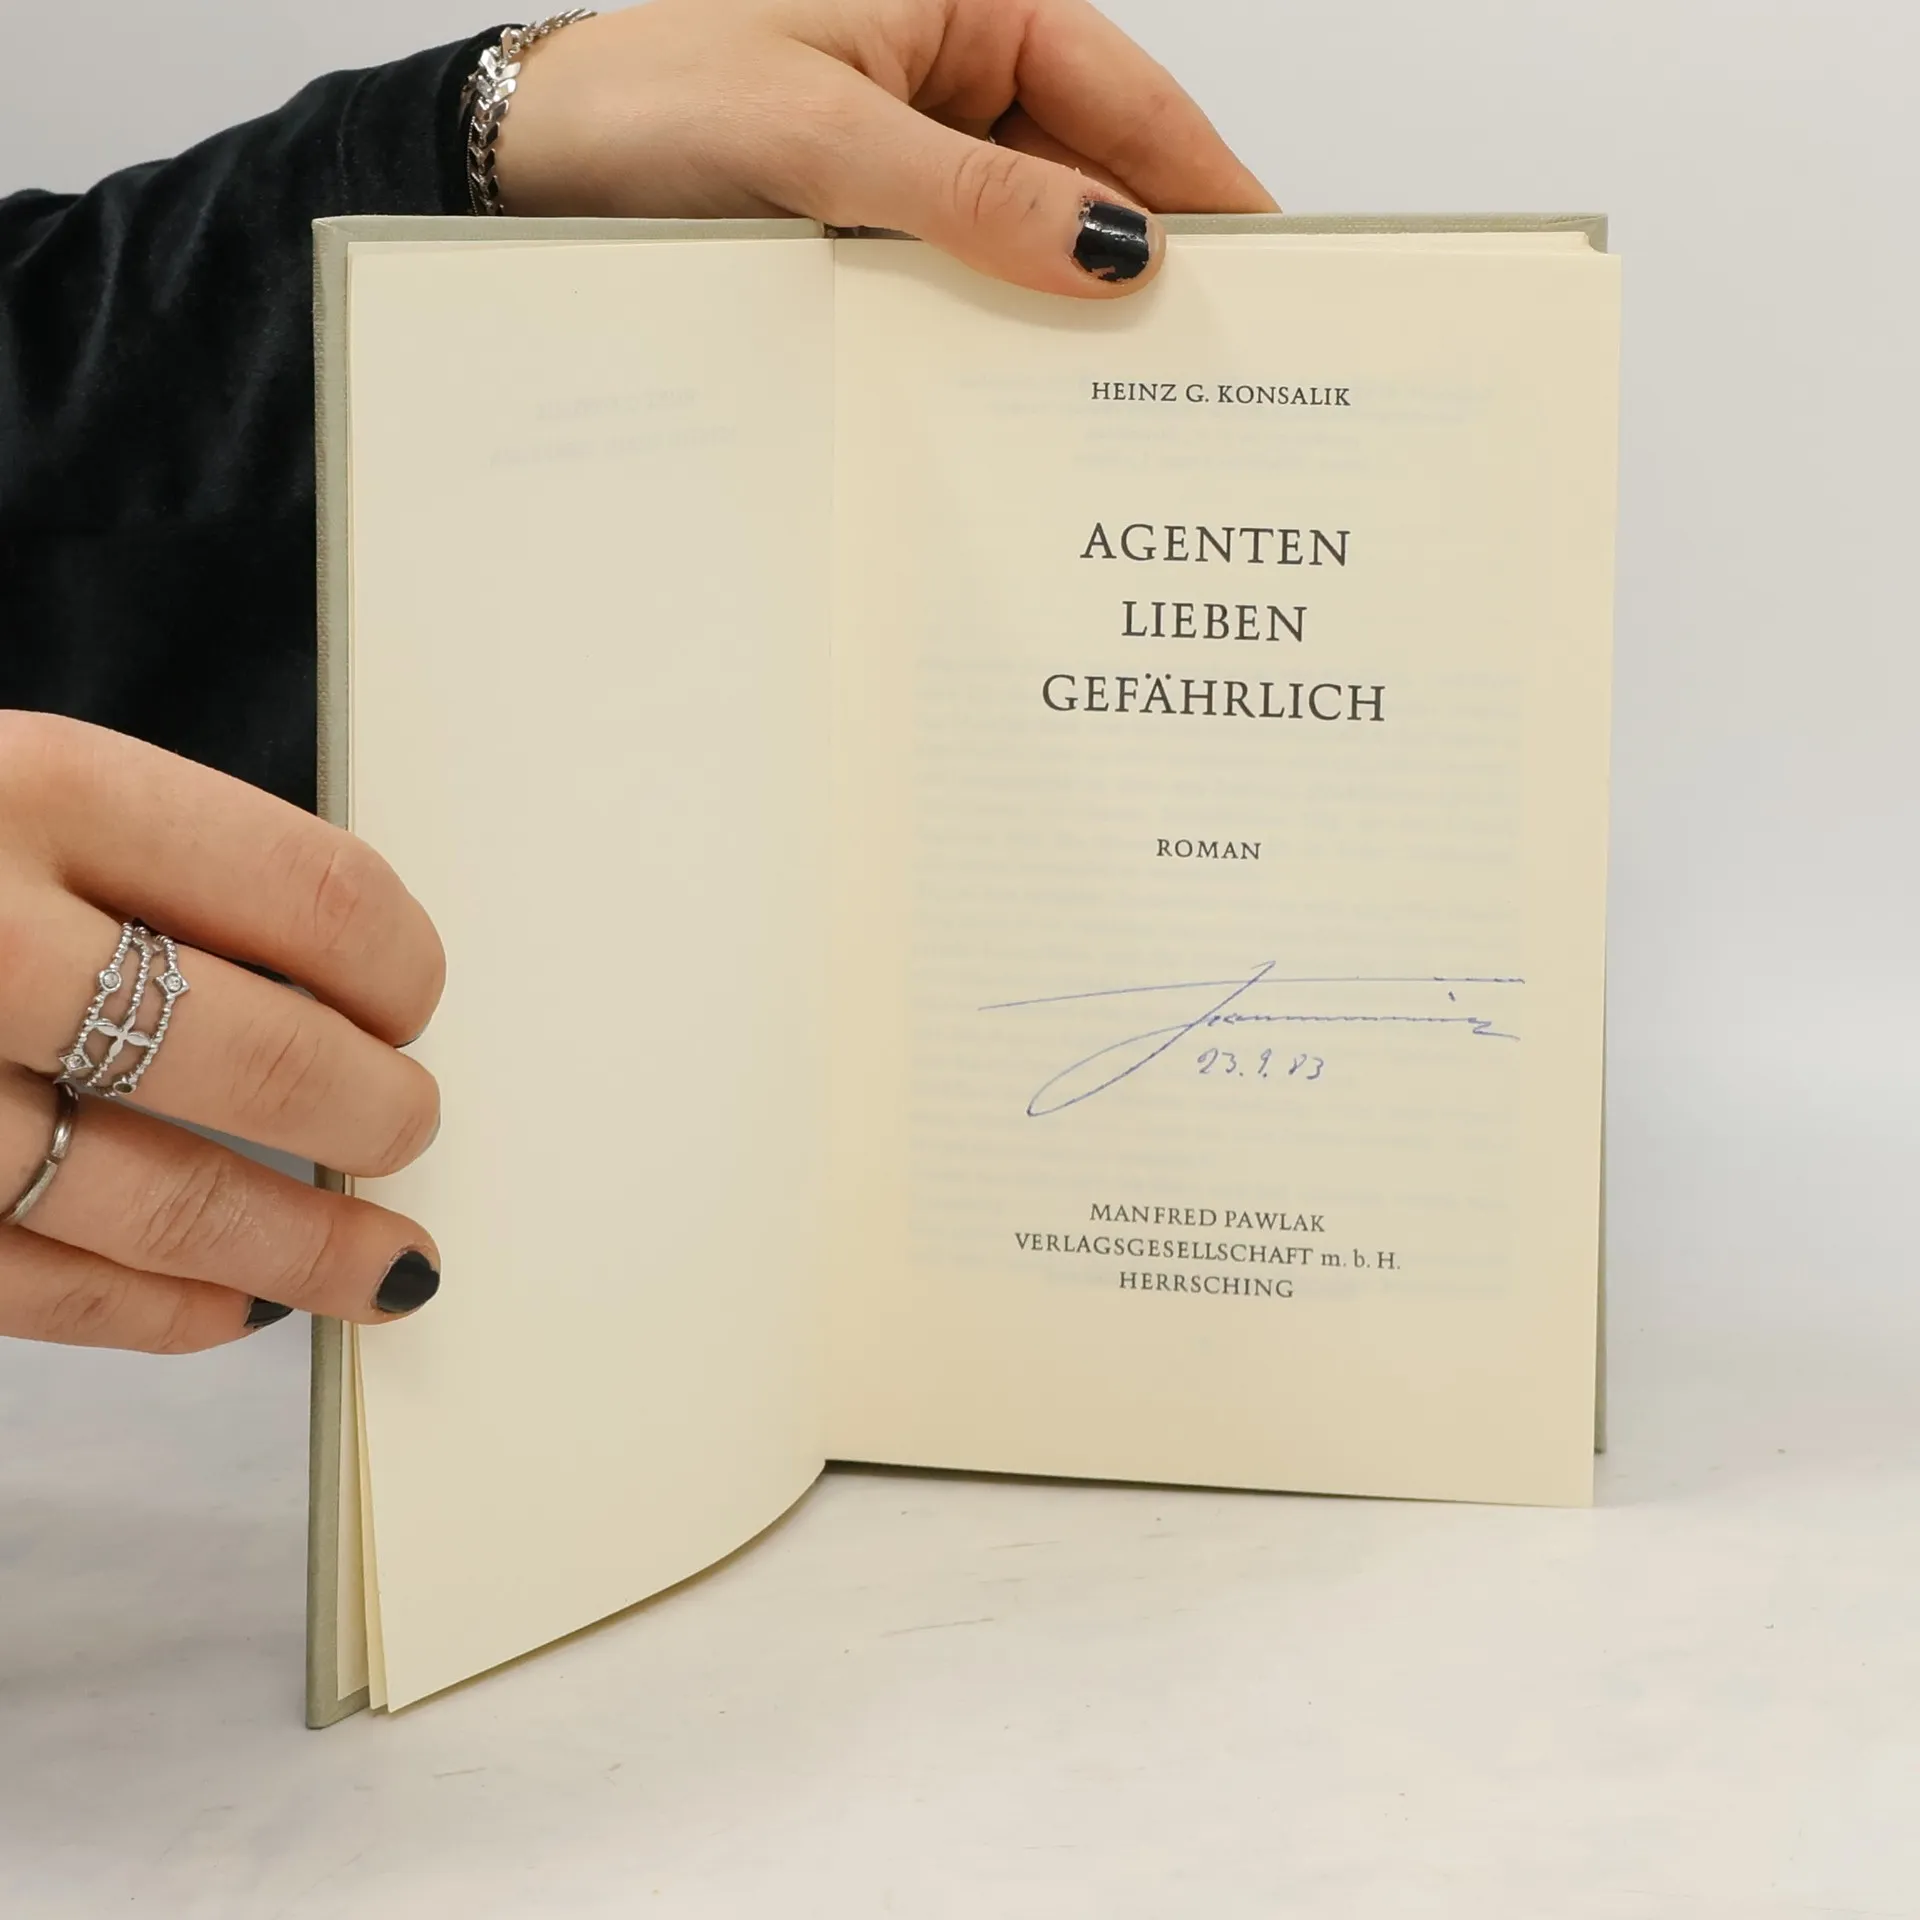 HEINZ G. KONSALIK
AGENTEN
LIEBEN
GEFÄHRLICH
ROMAN
23.9.83
MANFRED PAWLAK
VERLAGSGESELLSCHAFT m. b. H.
HERRSCHING